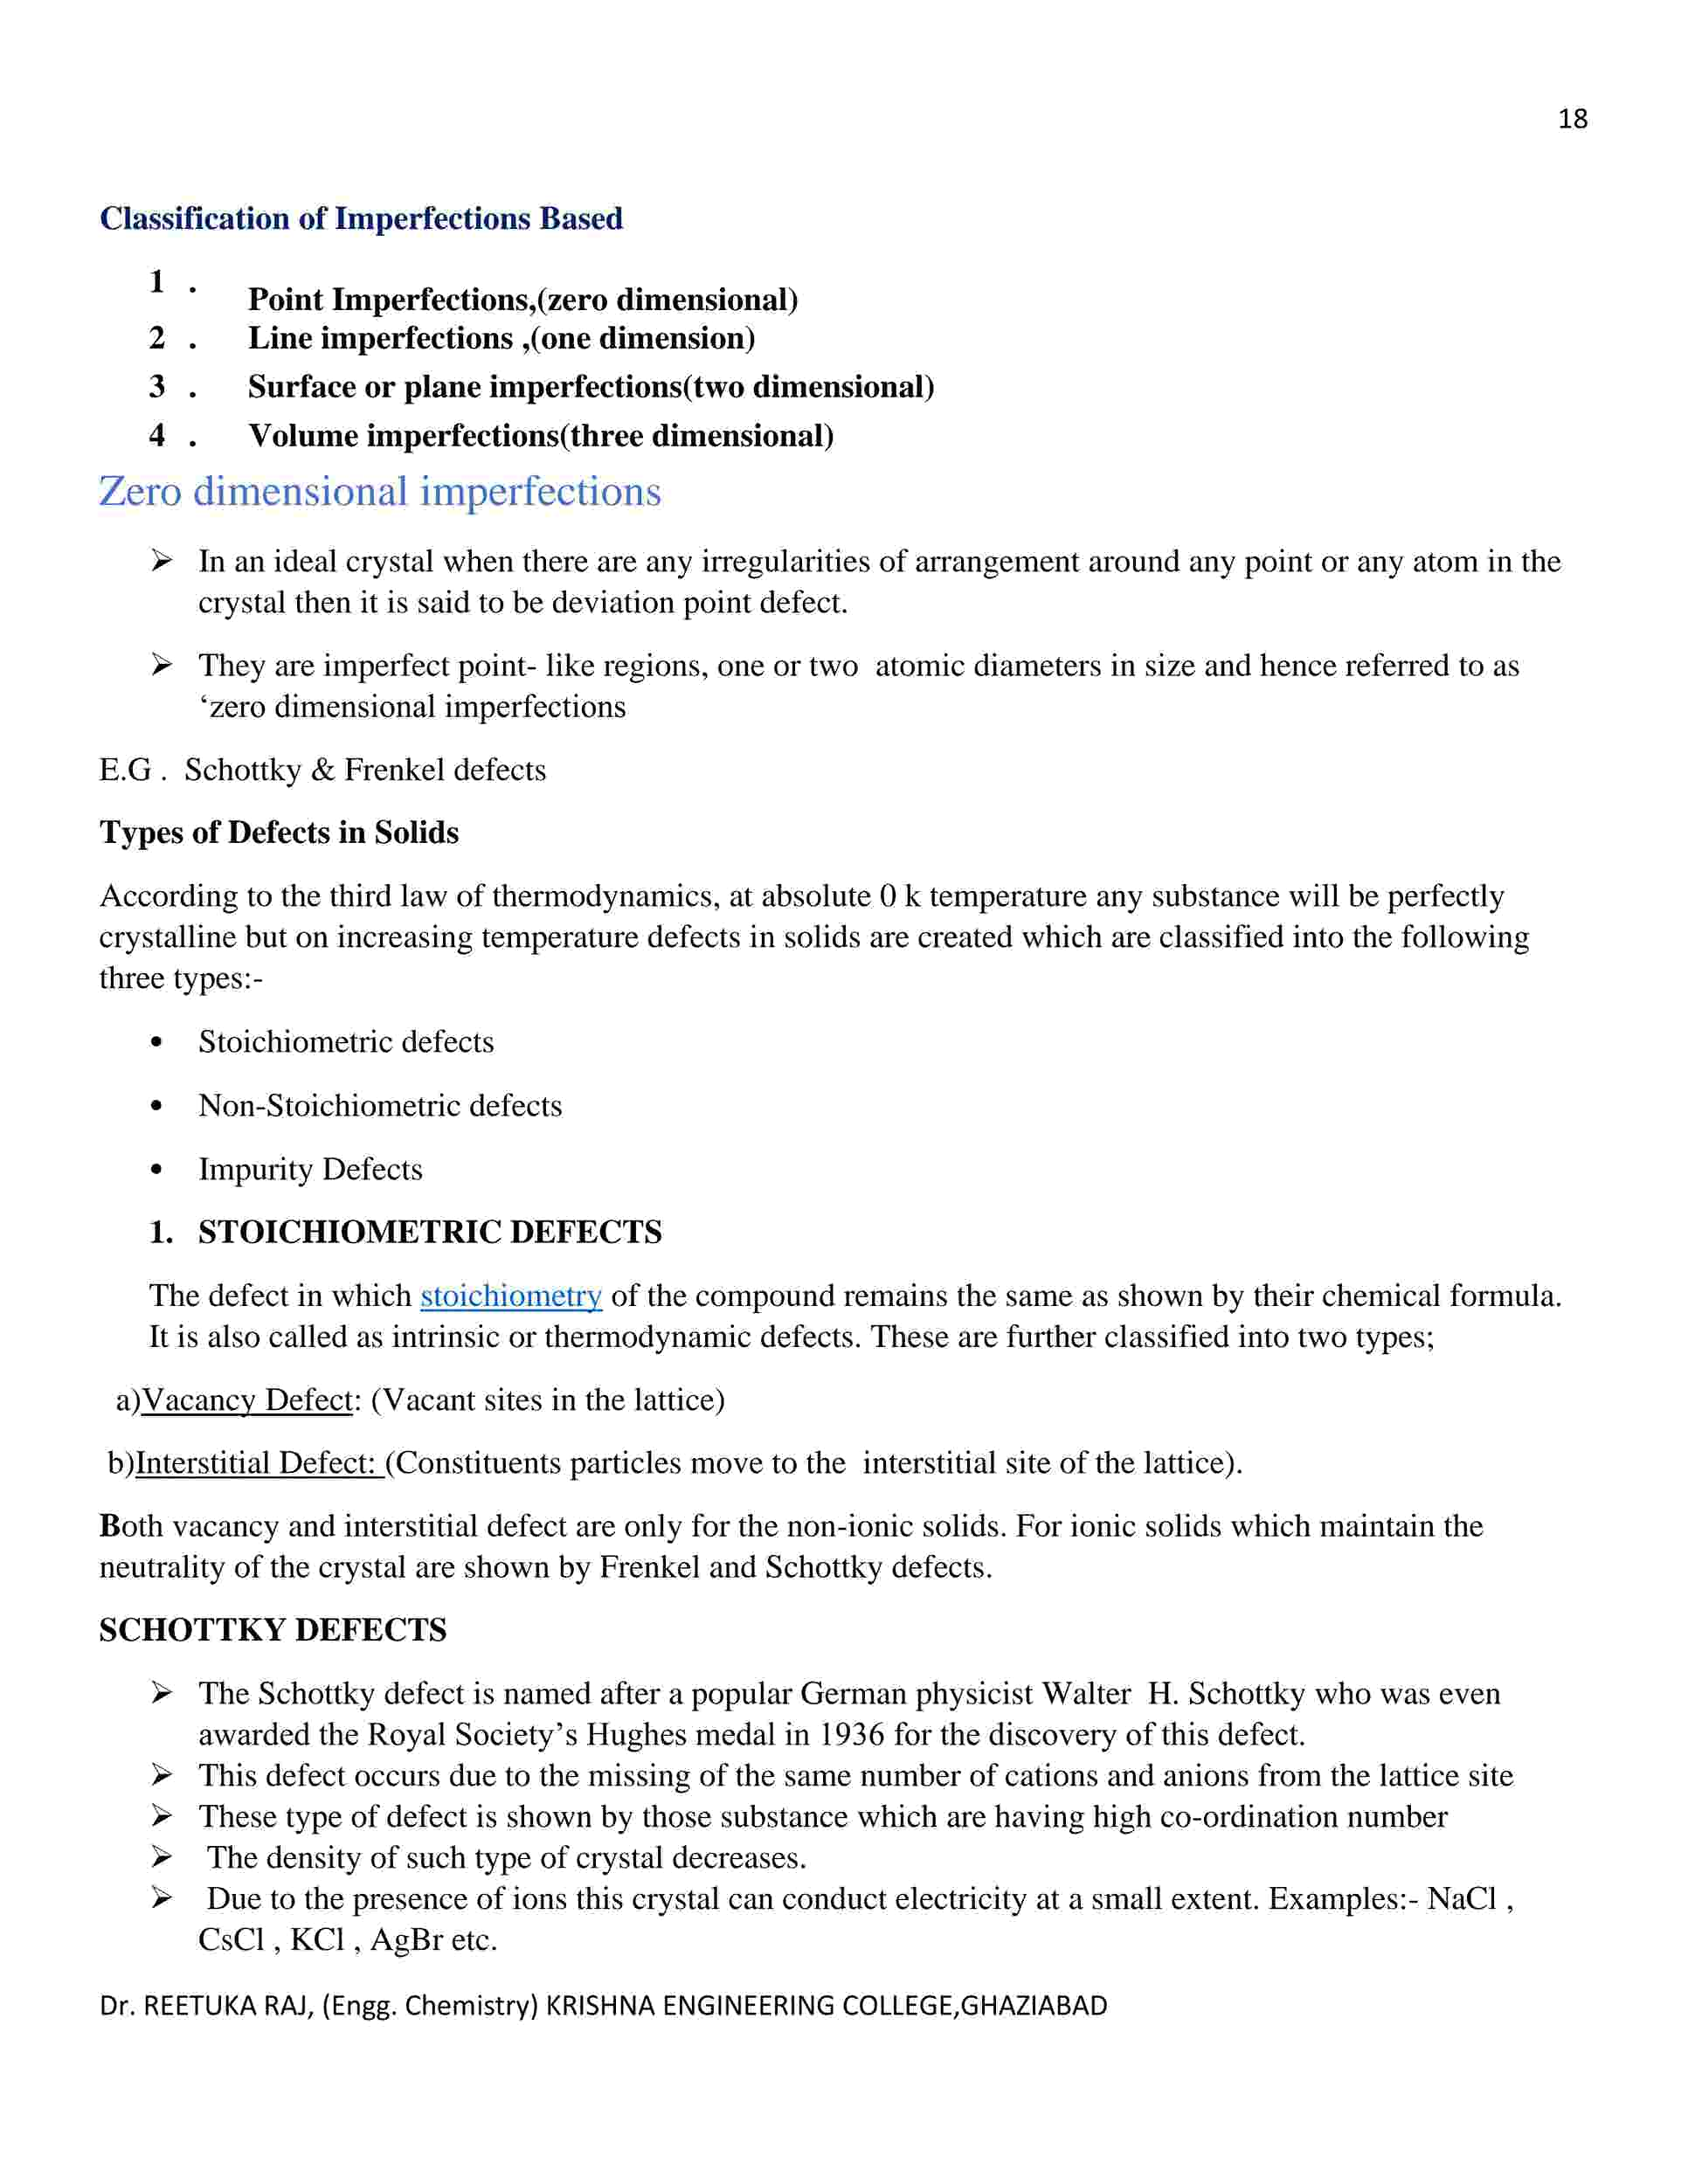 18
Classification of Imperfections Based
1 .
Point Imperfections,(zero dimensional)
2 . Line imperfections ,(one dimension)
3 . Surface or plane imperfections(two dimensional)
4 . Volume imperfections(three dimensional)
Zero dimensional imperfections
➢ In an ideal crystal when there are any irregularities of arrangement around any point or any atom in the
crystal then it is said to be deviation point defect.
➢ They are imperfect point- like regions, one or two  atomic diameters in size and hence referred to as
‘zero dimensional imperfections
E.G .  Schottky & Frenkel defects
Types of Defects in Solids
According to the third law of thermodynamics, at absolute 0 k temperature any substance will be perfectly
crystalline but on increasing temperature defects in solids are created which are classified into the following
three types:-
• Stoichiometric defects
• Non-Stoichiometric defects
• Impurity Defects
1. STOICHIOMETRIC DEFECTS
The defect in which stoichiometry of the compound remains the same as shown by their chemical formula.
It is also called as intrinsic or thermodynamic defects. These are further classified into two types;
a)Vacancy Defect: (Vacant sites in the lattice)
b)Interstitial Defect: (Constituents particles move to the  interstitial site of the lattice).
Both vacancy and interstitial defect are only for the non-ionic solids. For ionic solids which maintain the
neutrality of the crystal are shown by Frenkel and Schottky defects.
SCHOTTKY DEFECTS
➢ The Schottky defect is named after a popular German physicist Walter  H. Schottky who was even
awarded the Royal Society’s Hughes medal in 1936 for the discovery of this defect.
➢ This defect occurs due to the missing of the same number of cations and anions from the lattice site
➢ These type of defect is shown by those substance which are having high co-ordination number
➢ The density of such type of crystal decreases.
➢ Due to the presence of ions this crystal can conduct electricity at a small extent. Examples:- NaCl ,
CsCl , KCl , AgBr etc.
Dr. REETUKA RAJ, (Engg. Chemistry) KRISHNA ENGINEERING COLLEGE,GHAZIABAD